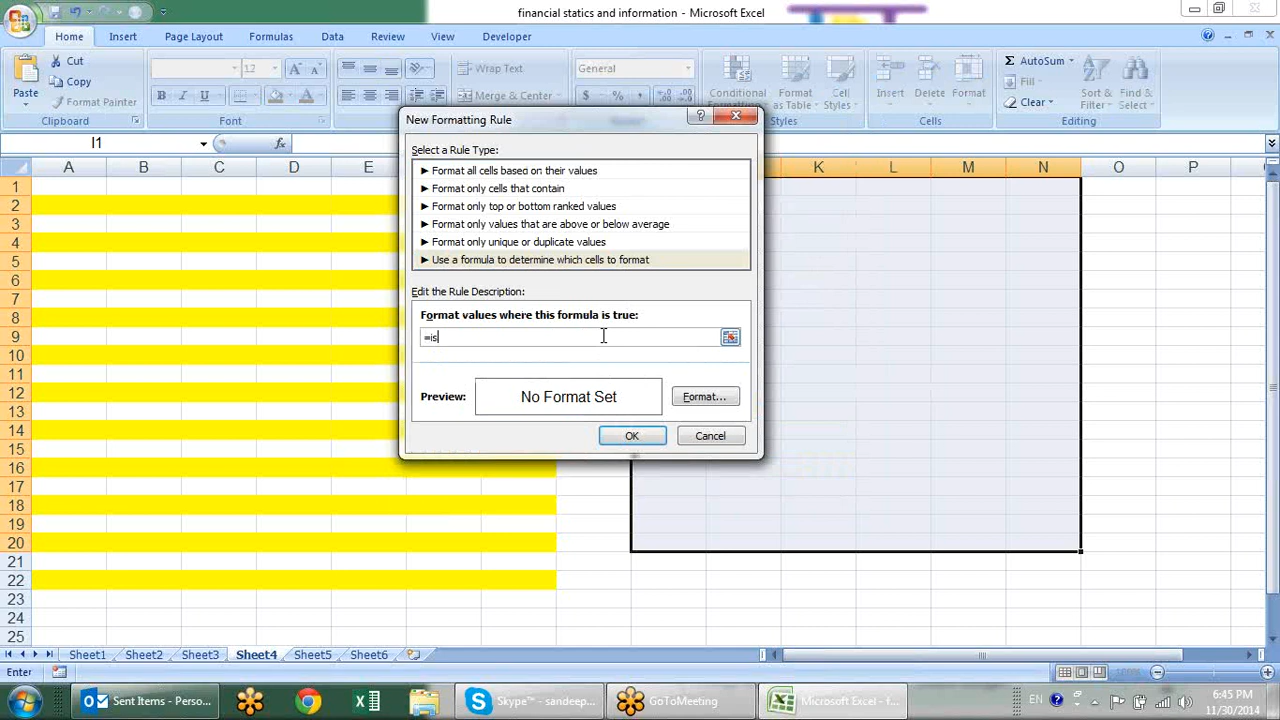 financial statics and information - Microsoft Excel
Home Insert Page Layout Formulas Data Review View Developer
Paste
Cut
Copy
Format Painter
Clipboard
12
A A
B I U
Font
Wrap Text
Merge & Center
General
$ % ,
Conditional
Format as Table
Cell Styles
Styles
Insert Delete Format
Cells
AutoSum
Fill
Clear
Sort & Filter
Find & Select
I1
fx
A B C D E K L M N O P
1
2
3
4
5
6
7
8
9
10
11
12
13
14
15
16
17
18
19
20
21
22
23
24
25
New Formatting Rule
Select a Rule Type:
► Format all cells based on their values
► Format only cells that contain
► Format only top or bottom ranked values
► Format only values that are above or below average
► Format only unique or duplicate values
► Use a formula to determine which cells to format
Edit the Rule Description:
Format values where this formula is true:
=is
Preview:
No Format Set
Format...
OK Cancel
Sheet1 Sheet2 Sheet3 Sheet4 Sheet5 Sheet6
Enter
Sent Items - Perso...
Skype™ - sandeep...
GoToMeeting
Microsoft Excel - f...
EN
6:45 PM
11/30/2014